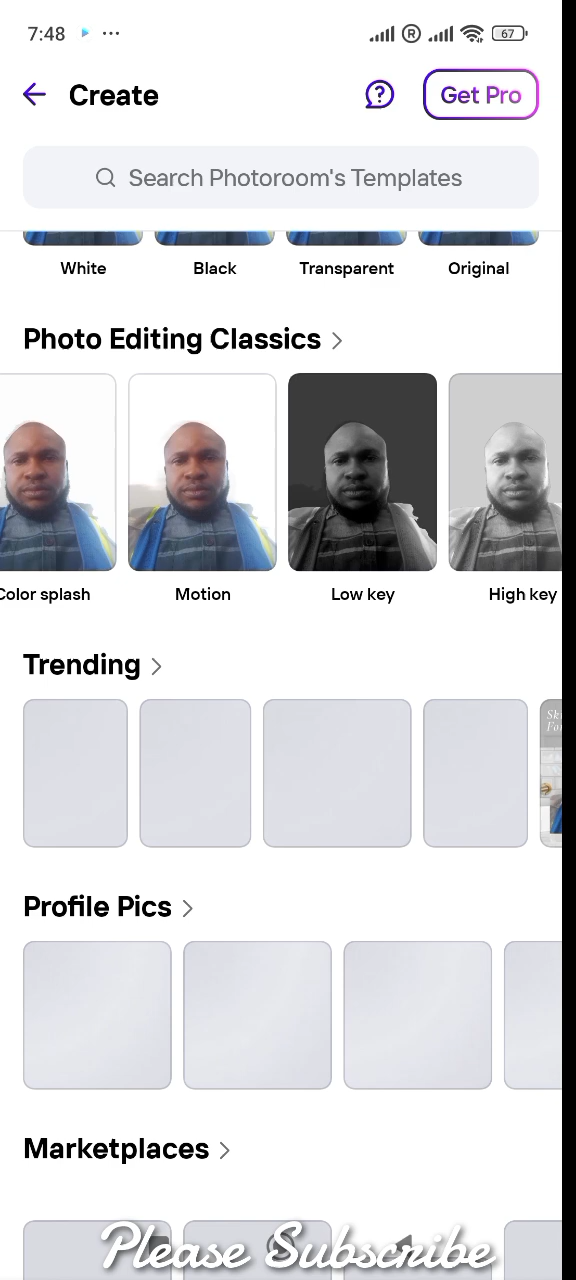 7:48
R
67
Create
Get Pro
Search Photoroom's Templates
White Black Transparent Original
Photo Editing Classics
Color splash Motion Low key High key
Trending
Profile Pics
Marketplaces
Please Subscribe